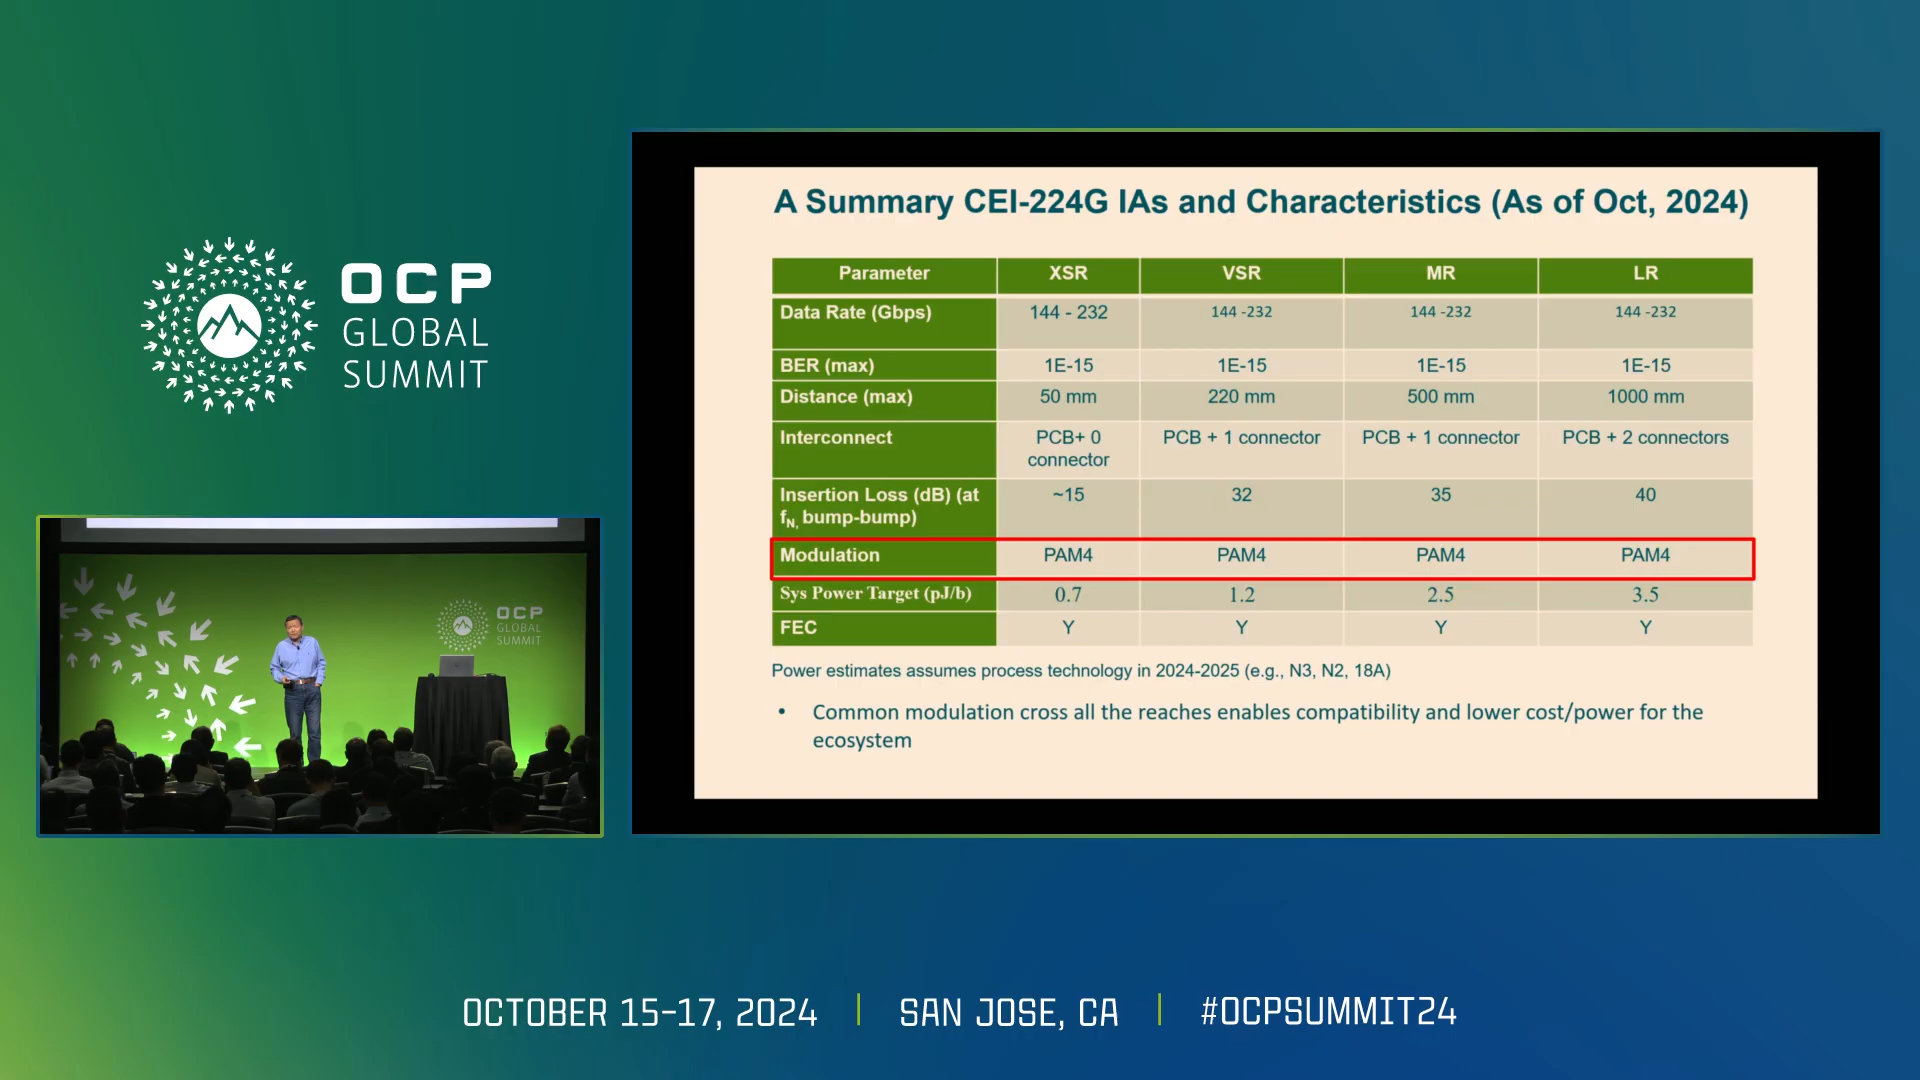 OCP
GLOBAL
SUMMIT
A Summary CEI-224G IAs and Characteristics (As of Oct, 2024)
Parameter XSR VSR MR LR
Data Rate (Gbps) 144 - 232 144 -232 144 -232 144 -232
BER (max) 1E-15 1E-15 1E-15 1E-15
Distance (max) 50 mm 220 mm 500 mm 1000 mm
Interconnect PCB+ 0 connector PCB + 1 connector PCB + 1 connector PCB + 2 connectors
Insertion Loss (dB) (at fN, bump-bump) ~15 32 35 40
Modulation PAM4 PAM4 PAM4 PAM4
Sys Power Target (pJ/b) 0.7 1.2 2.5 3.5
FEC Y Y Y Y
Power estimates assumes process technology in 2024-2025 (e.g., N3, N2, 18A)
• Common modulation cross all the reaches enables compatibility and lower cost/power for the
ecosystem
OCP
GLOBAL
SUMMIT
OCTOBER 15-17, 2024 | SAN JOSE, CA | #OCPSUMMIT24